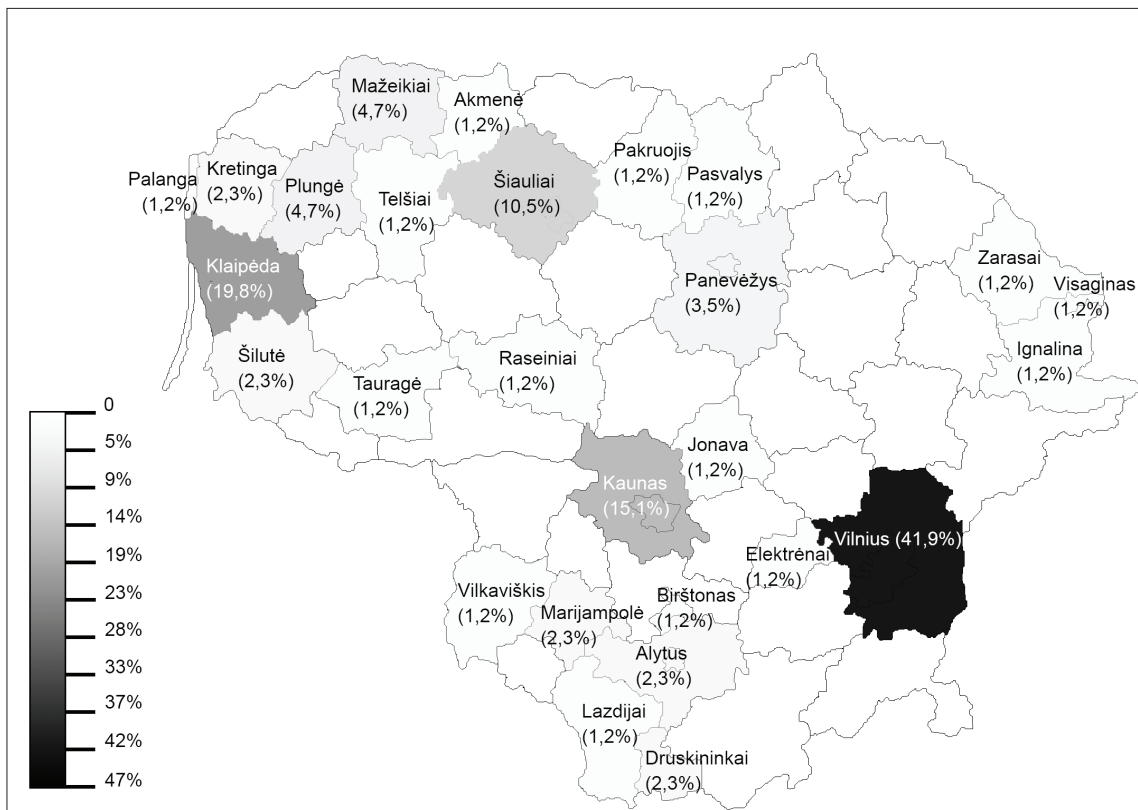 Mažeikiai
(4,7%)
Akmenė
(1,2%)
Kretinga
(2,3%)
Palanga
(1,2%)
Plungė
(4,7%)
Telšiai
(1,2%)
Šiauliai
(10,5%)
Pakruojis
(1,2%)
Pasvalys
(1,2%)
Klaipėda
(19,8%)
Panevėžys
(3,5%)
Zarasai
(1,2%)
Visaginas
(1,2%)
Ignalina
(1,2%)
Šilutė
(2,3%)
Tauragė
(1,2%)
Raseiniai
(1,2%)
Jonava
(1,2%)
Kaunas
(15,1%)
Vilnius (41,9%)
Elektrėnai
(1,2%)
Vilkaviškis
(1,2%)
Marijampolė
(2,3%)
Birštonas
(1,2%)
Alytus
(2,3%)
Lazdijai
(1,2%)
Druskininkai
(2,3%)
0
5%
9%
14%
19%
23%
28%
33%
37%
42%
47%